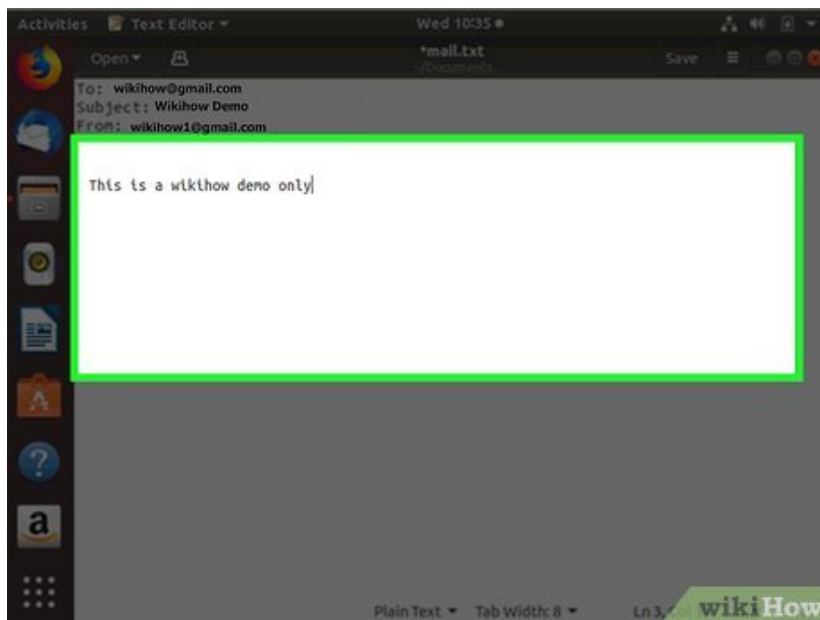 Activities Text Editor Wed 10:35
Open *mail.txt Save
~/Documents
To: wikihow@gmail.com
Subject: Wikihow Demo
From: wikihow1@gmail.com
This is a wikihow demo only
a
Plain Text Tab Width: 8 Ln 3,
wikiHow